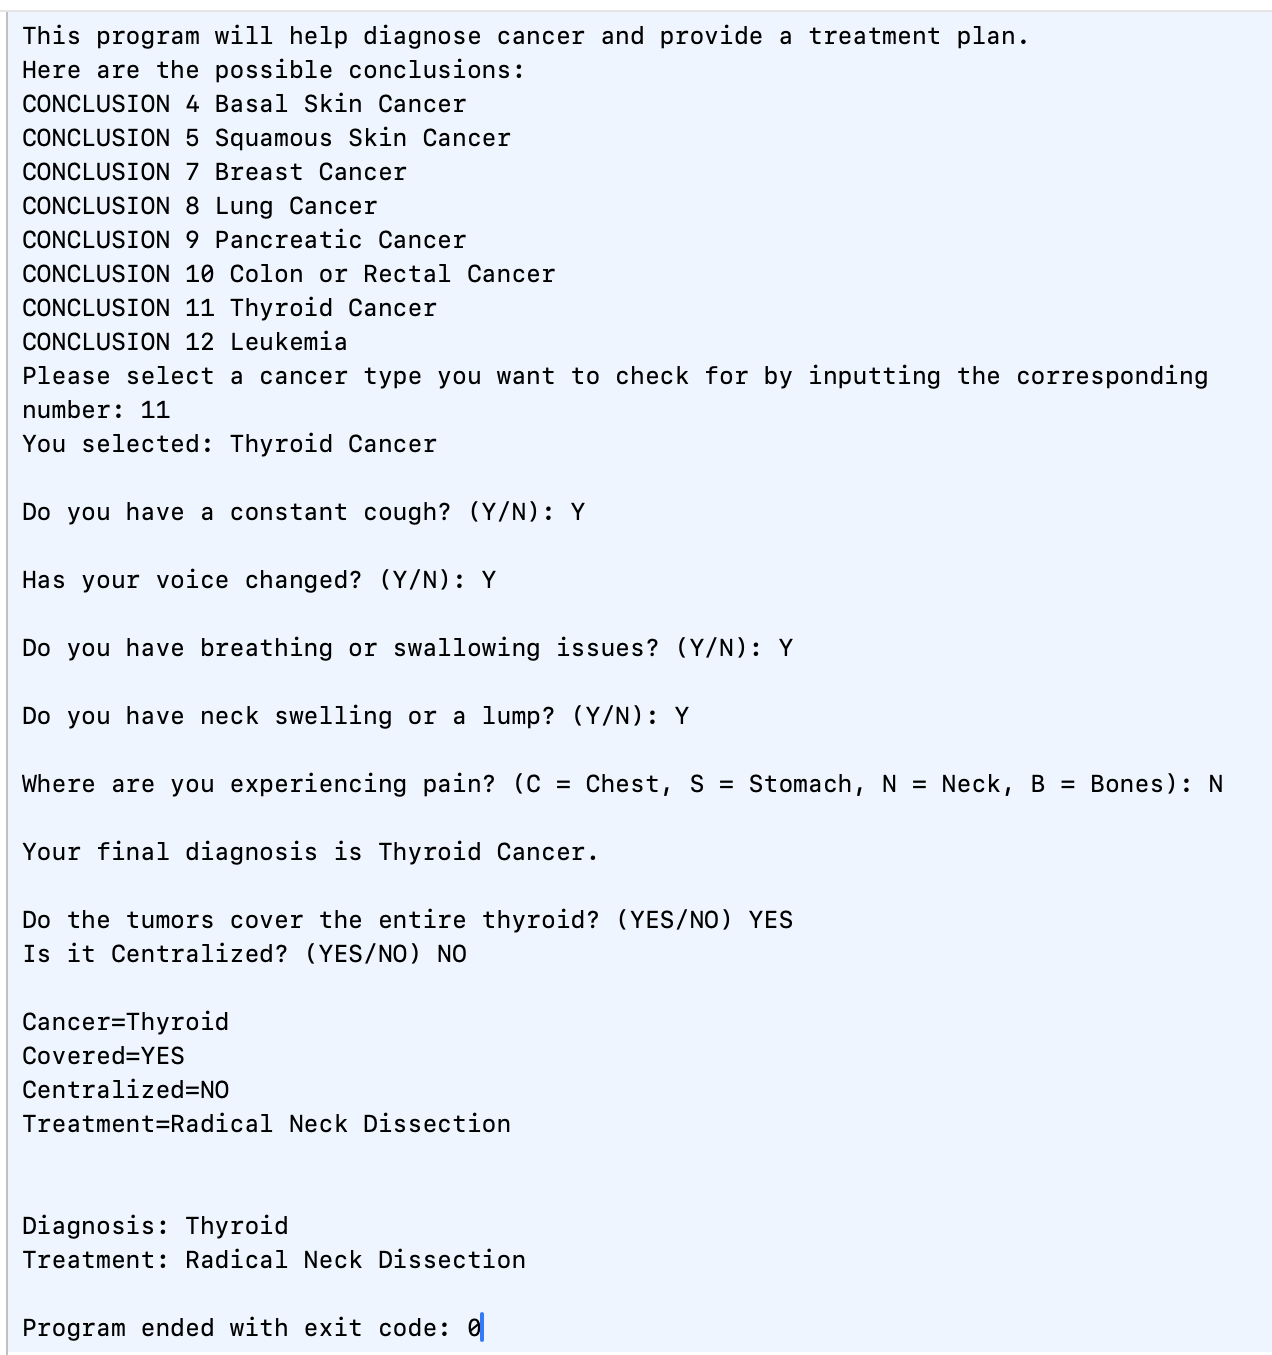 This program will help diagnose cancer and provide a treatment plan.
Here are the possible conclusions:
CONCLUSION 4 Basal Skin Cancer
CONCLUSION 5 Squamous Skin Cancer
CONCLUSION 7 Breast Cancer
CONCLUSION 8 Lung Cancer
CONCLUSION 9 Pancreatic Cancer
CONCLUSION 10 Colon or Rectal Cancer
CONCLUSION 11 Thyroid Cancer
CONCLUSION 12 Leukemia
Please select a cancer type you want to check for by inputting the corresponding
number: 11
You selected: Thyroid Cancer
Do you have a constant cough? (Y/N): Y
Has your voice changed? (Y/N): Y
Do you have breathing or swallowing issues? (Y/N): Y
Do you have neck swelling or a lump? (Y/N): Y
Where are you experiencing pain? (C = Chest, S = Stomach, N = Neck, B = Bones): N
Your final diagnosis is Thyroid Cancer.
Do the tumors cover the entire thyroid? (YES/NO) YES
Is it Centralized? (YES/NO) NO
Cancer=Thyroid
Covered=YES
Centralized=NO
Treatment=Radical Neck Dissection
Diagnosis: Thyroid
Treatment: Radical Neck Dissection
Program ended with exit code: 0